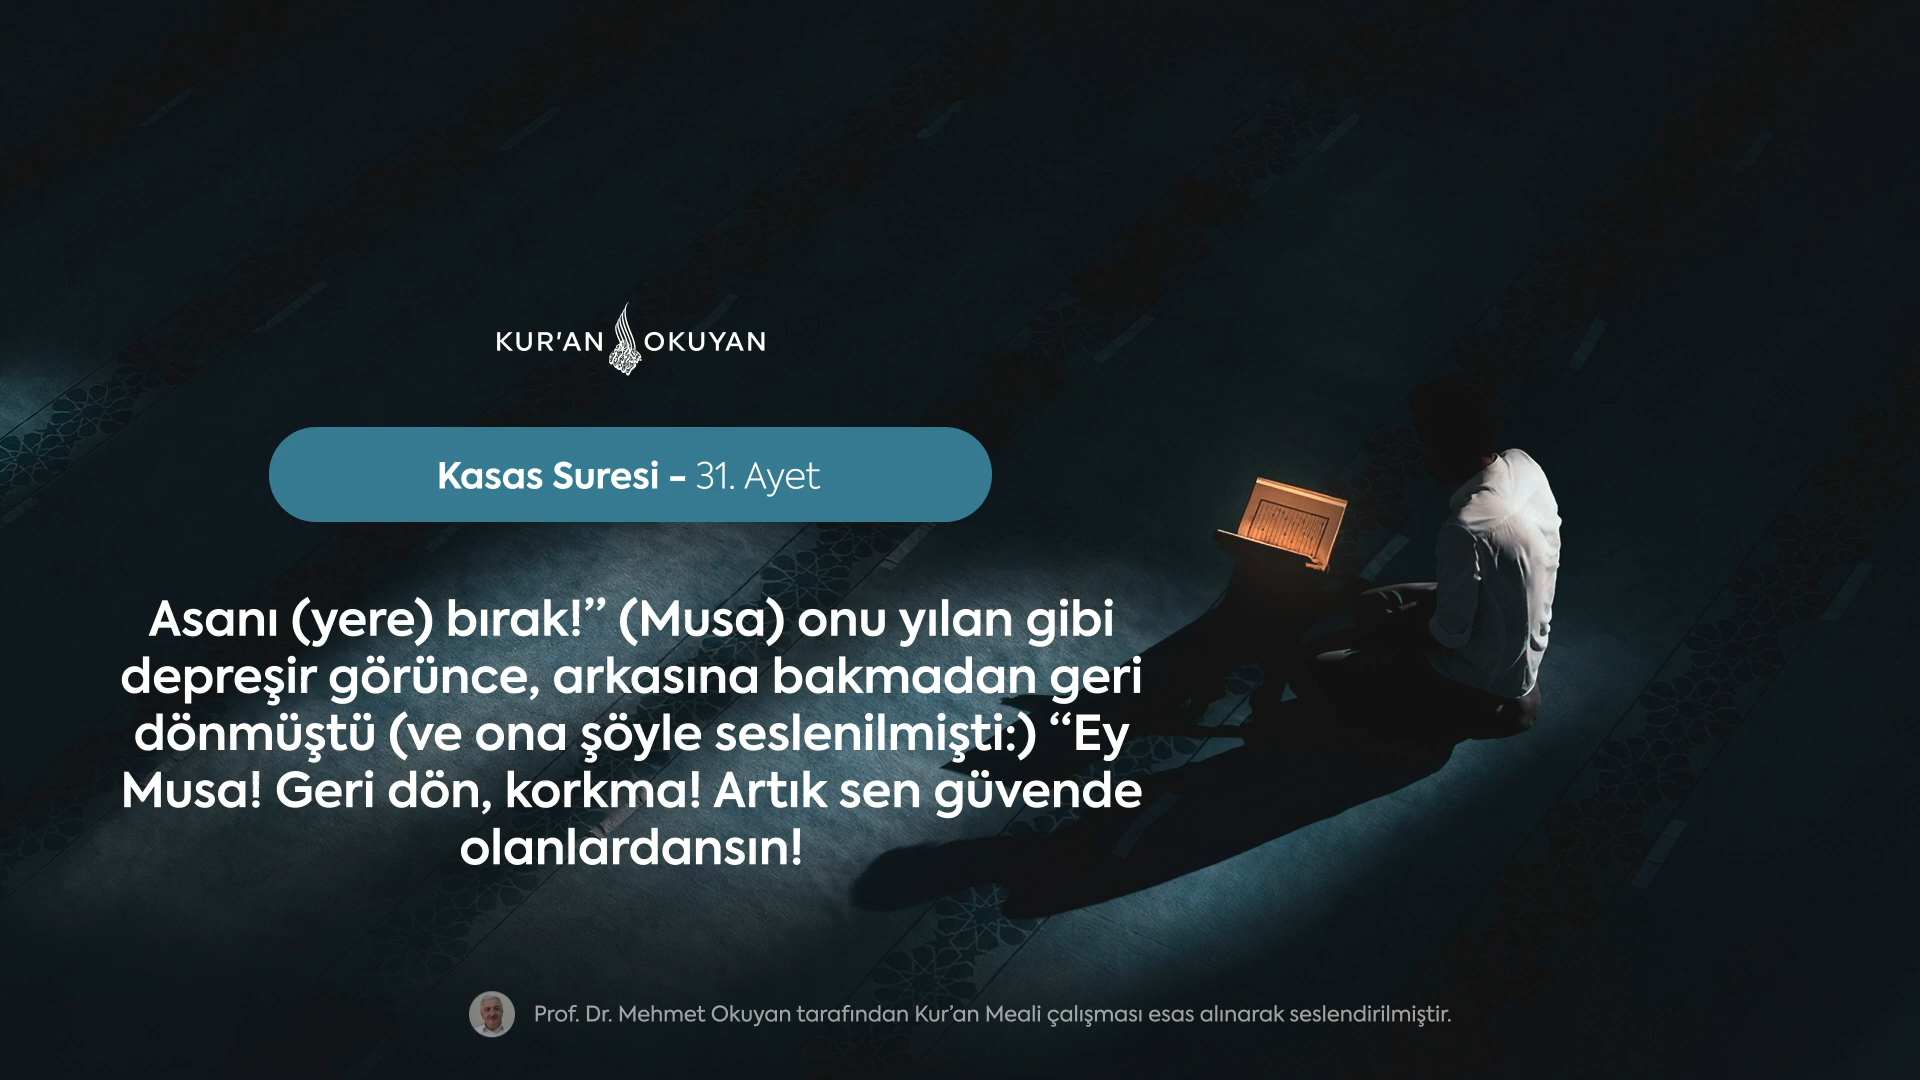 KUR'AN OKUYAN
Kasas Suresi - 31. Ayet
Asanı (yere) bırak!” (Musa) onu yılan gibi
depreşir görünce, arkasına bakmadan geri
dönmüştü (ve ona şöyle seslenilmişti:) “Ey
Musa! Geri dön, korkma! Artık sen güvende
olanlardansın!
Prof. Dr. Mehmet Okuyan tarafından Kur’an Meali çalışması esas alınarak seslendirilmiştir.